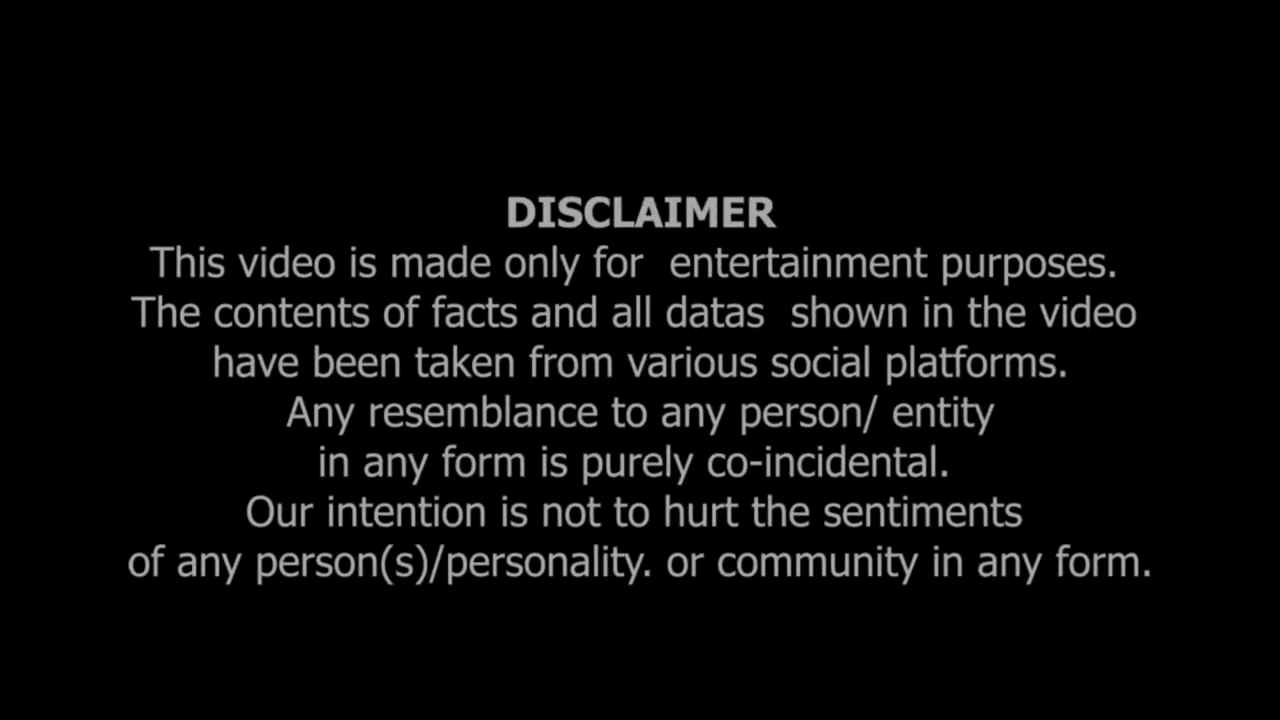 DISCLAIMER
This video is made only for  entertainment purposes.
The contents of facts and all datas  shown in the video
have been taken from various social platforms.
Any resemblance to any person/ entity
in any form is purely co-incidental.
Our intention is not to hurt the sentiments
of any person(s)/personality. or community in any form.